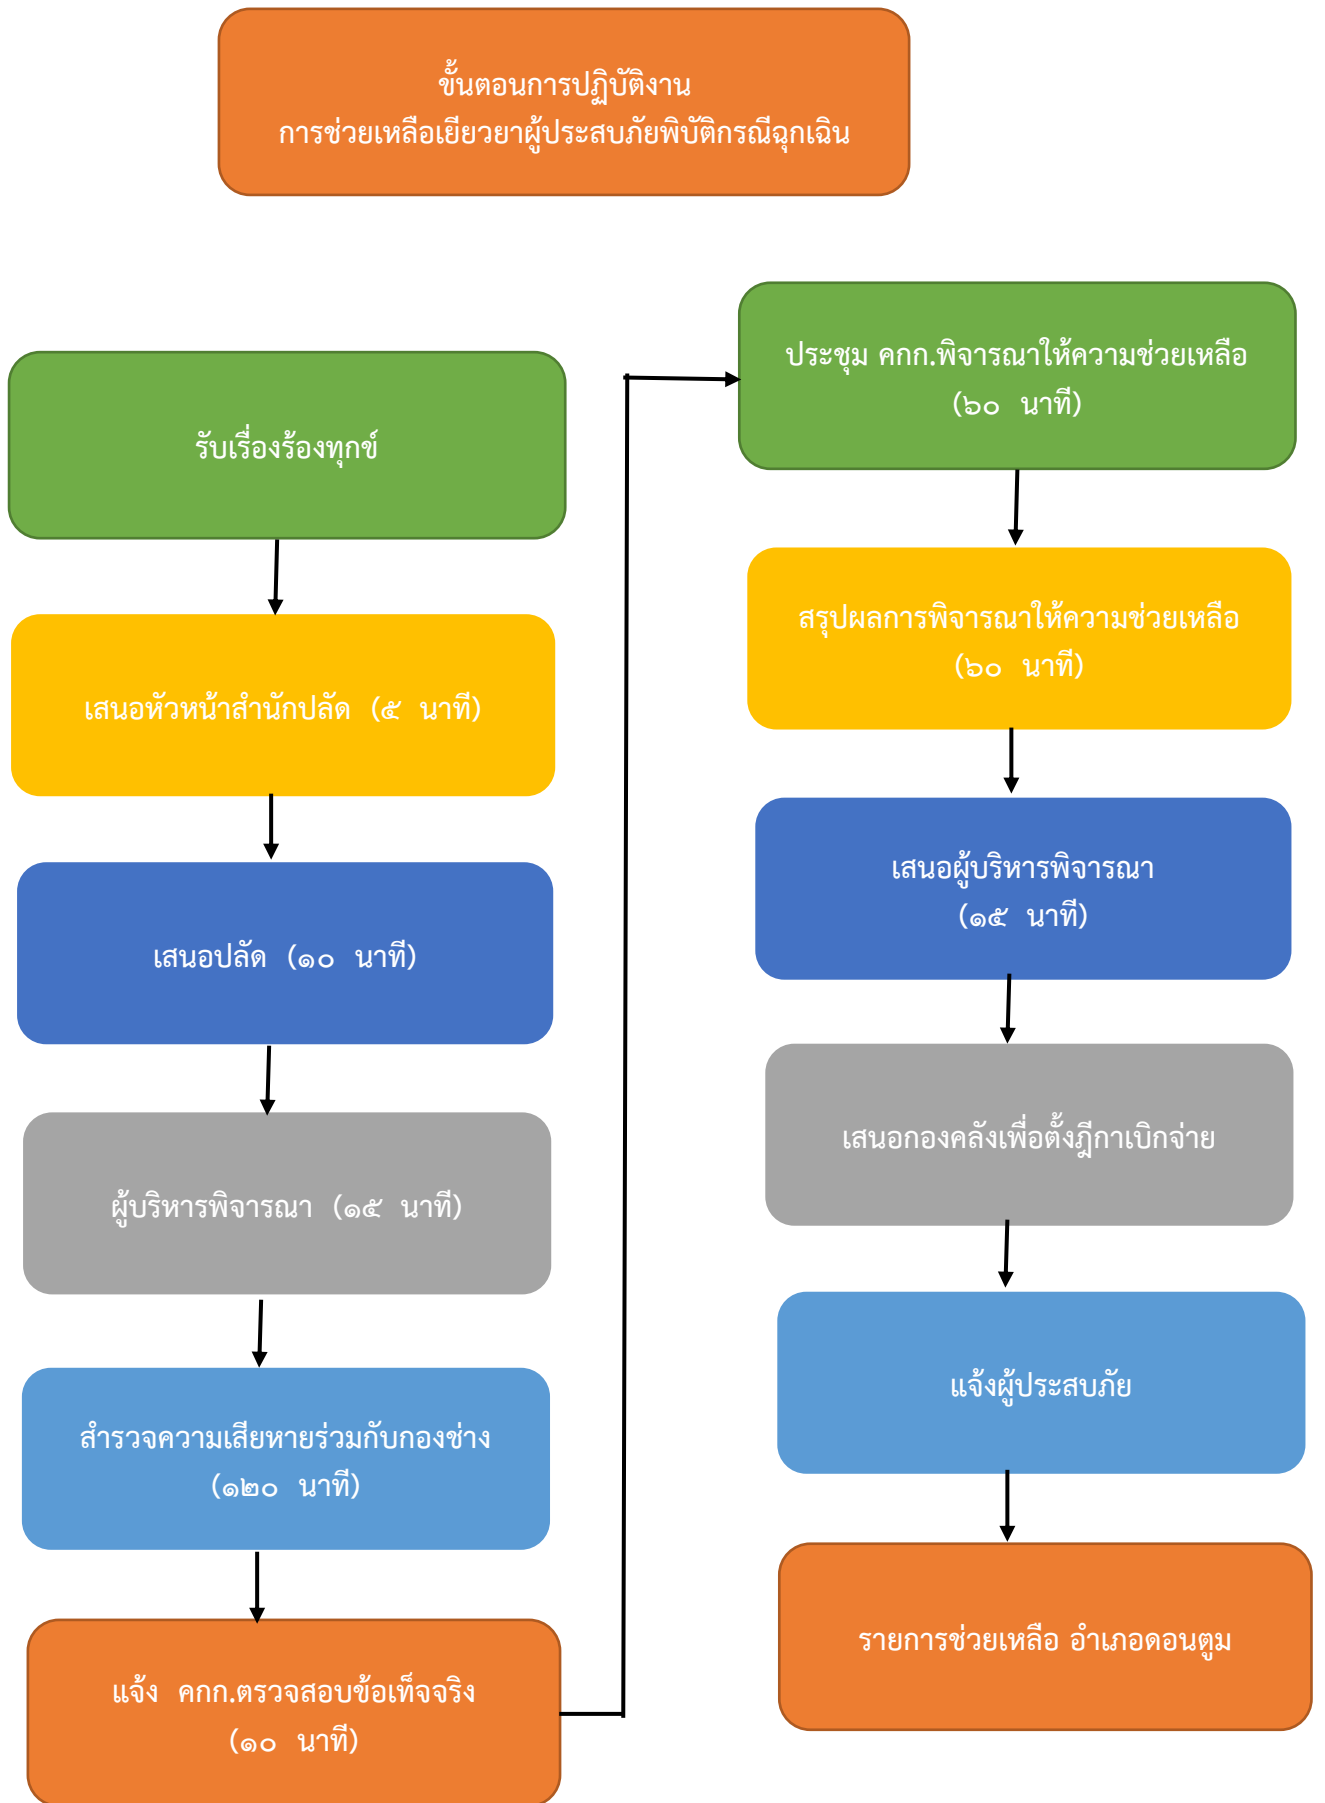 ขั้นตอนการปฏิบัติงาน
การช่วยเหลือเยียวยาผู้ประสบภัยพิบัติกรณีฉุกเฉิน
รับเรื่องร้องทุกข์
เสนอหัวหน้าสำนักปลัด (๕ นาที)
เสนอปลัด (๑๐ นาที)
ผู้บริหารพิจารณา (๑๕ นาที)
สำรวจความเสียหายร่วมกับกองช่าง
(๑๒๐ นาที)
แจ้ง คกก.ตรวจสอบข้อเท็จจริง
(๑๐ นาที)
ประชุม คกก.พิจารณาให้ความช่วยเหลือ
(๖๐ นาที)
สรุปผลการพิจารณาให้ความช่วยเหลือ
(๖๐ นาที)
เสนอผู้บริหารพิจารณา
(๑๕ นาที)
เสนอกองคลังเพื่อตั้งฎีกาเบิกจ่าย
แจ้งผู้ประสบภัย
รายการช่วยเหลือ อำเภอดอนตูม